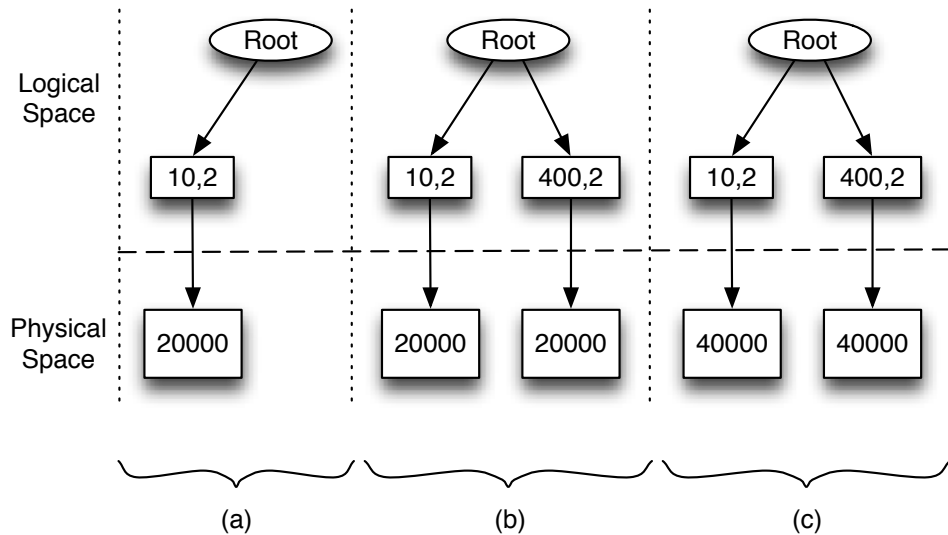 Root Root Root
Logical
Space
10,2 10,2 400,2 10,2 400,2
Physical
Space
20000 20000 20000 40000 40000
(a) (b) (c)